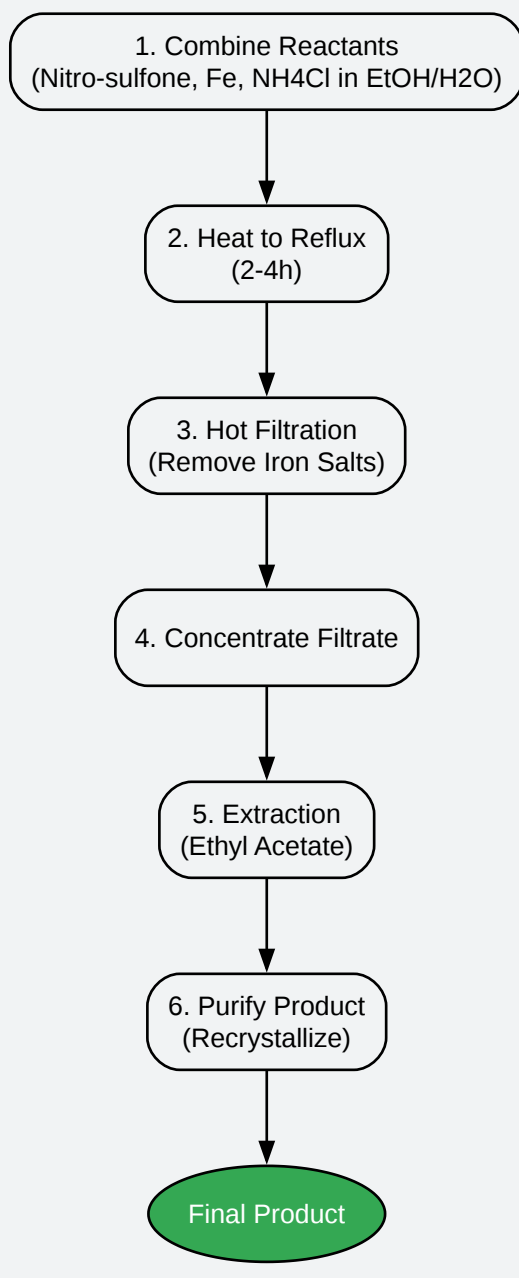 1. Combine Reactants
(Nitro-sulfone, Fe, NH4Cl in EtOH/H2O)
2. Heat to Reflux
(2-4h)
3. Hot Filtration
(Remove Iron Salts)
4. Concentrate Filtrate
5. Extraction
(Ethyl Acetate)
6. Purify Product
(Recrystallize)
Final Product